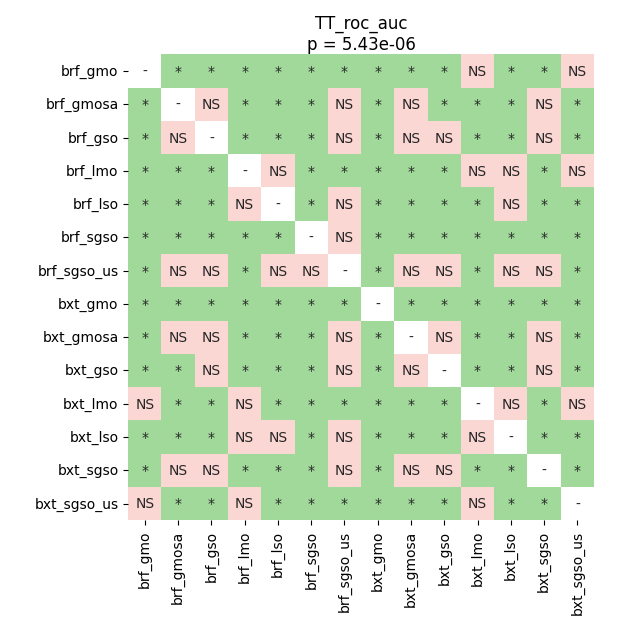 TT_roc_auc
p = 5.43e-06
brf_gmo - * * * * * * * * * NS * * NS
brf_gmosa * - NS * * * NS * NS * * * NS *
brf_gso * NS - * * * NS * NS NS * * NS *
brf_lmo * * * - NS * * * * * NS NS * NS
brf_lso * * * NS - * NS * * * * NS * *
brf_sgso * * * * * - NS * * * * * * *
brf_sgso_us * NS NS * NS NS - * NS NS * NS NS *
bxt_gmo * * * * * * * - * * * * * *
bxt_gmosa * NS NS * * * NS * - NS * * NS *
bxt_gso * * NS * * * NS * NS - * * NS *
bxt_lmo NS * * NS * * * * * * - NS * NS
bxt_lso * * * NS NS * NS * * * NS - * *
bxt_sgso * NS NS * * * NS * NS NS * * - *
bxt_sgso_us NS * * NS * * * * * * NS * * -
brf_gmo brf_gmosa brf_gso brf_lmo brf_lso brf_sgso brf_sgso_us bxt_gmo bxt_gmosa bxt_gso bxt_lmo bxt_lso bxt_sgso bxt_sgso_us